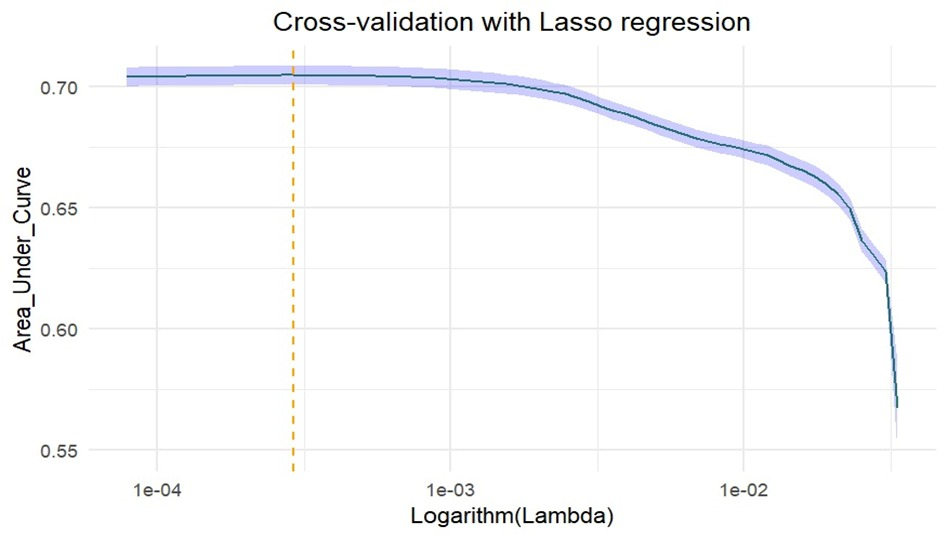 Cross-validation with Lasso regression
Area_Under_Curve
0.70
0.65
0.60
0.55
1e-04
1e-03
1e-02
Logarithm(Lambda)